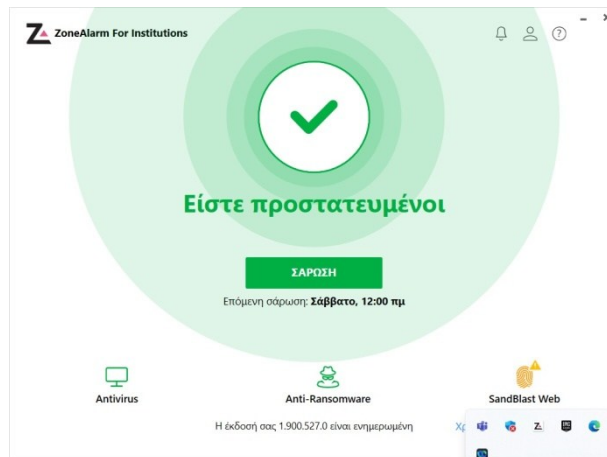 ZoneAlarm For Institutions
Είστε προστατευμένοι
ΣΑΡΩΣΗ
Επόμενη σάρωση: Σάββατο, 12:00 πμ
Antivirus
Anti-Ransomware
SandBlast Web
Η έκδοσή σας 1.900.527.0 είναι ενημερωμένη